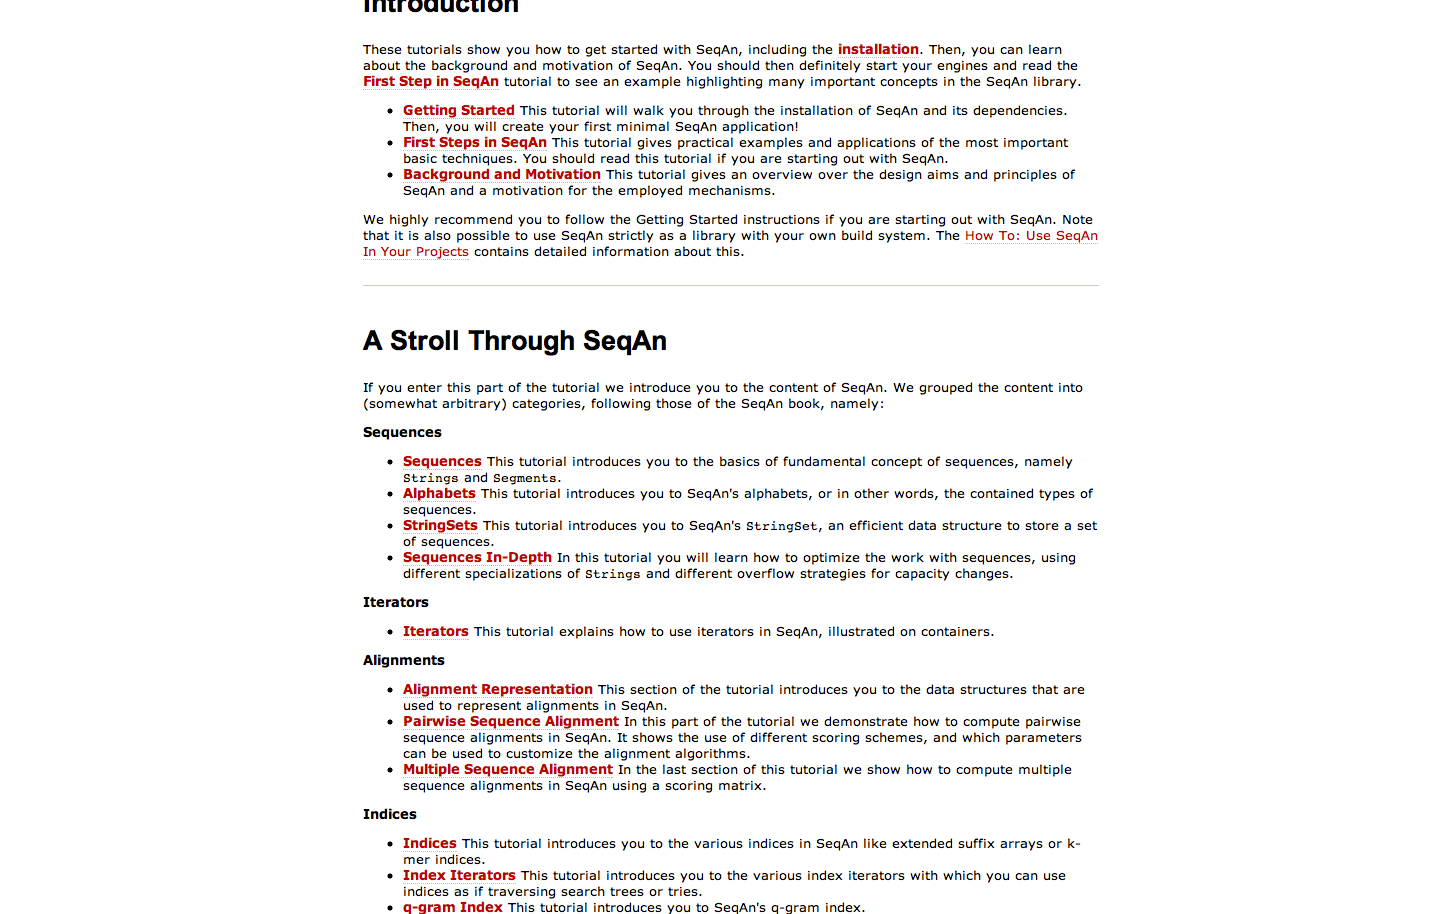 Introduction
These tutorials show you how to get started with SeqAn, including the installation. Then, you can learn
about the background and motivation of SeqAn. You should then definitely start your engines and read the
First Step in SeqAn tutorial to see an example highlighting many important concepts in the SeqAn library.
• Getting Started This tutorial will walk you through the installation of SeqAn and its dependencies.
Then, you will create your first minimal SeqAn application!
• First Steps in SeqAn This tutorial gives practical examples and applications of the most important
basic techniques. You should read this tutorial if you are starting out with SeqAn.
• Background and Motivation This tutorial gives an overview over the design aims and principles of
SeqAn and a motivation for the employed mechanisms.
We highly recommend you to follow the Getting Started instructions if you are starting out with SeqAn. Note
that it is also possible to use SeqAn strictly as a library with your own build system. The How To: Use SeqAn
In Your Projects contains detailed information about this.
A Stroll Through SeqAn
If you enter this part of the tutorial we introduce you to the content of SeqAn. We grouped the content into
(somewhat arbitrary) categories, following those of the SeqAn book, namely:
Sequences
• Sequences This tutorial introduces you to the basics of fundamental concept of sequences, namely
Strings and Segments.
• Alphabets This tutorial introduces you to SeqAn's alphabets, or in other words, the contained types of
sequences.
• StringSets This tutorial introduces you to SeqAn's StringSet, an efficient data structure to store a set
of sequences.
• Sequences In-Depth In this tutorial you will learn how to optimize the work with sequences, using
different specializations of Strings and different overflow strategies for capacity changes.
Iterators
• Iterators This tutorial explains how to use iterators in SeqAn, illustrated on containers.
Alignments
• Alignment Representation This section of the tutorial introduces you to the data structures that are
used to represent alignments in SeqAn.
• Pairwise Sequence Alignment In this part of the tutorial we demonstrate how to compute pairwise
sequence alignments in SeqAn. It shows the use of different scoring schemes, and which parameters
can be used to customize the alignment algorithms.
• Multiple Sequence Alignment In the last section of this tutorial we show how to compute multiple
sequence alignments in SeqAn using a scoring matrix.
Indices
• Indices This tutorial introduces you to the various indices in SeqAn like extended suffix arrays or k-
mer indices.
• Index Iterators This tutorial introduces you to the various index iterators with which you can use
indices as if traversing search trees or tries.
• q-gram Index This tutorial introduces you to SeqAn's q-gram index.